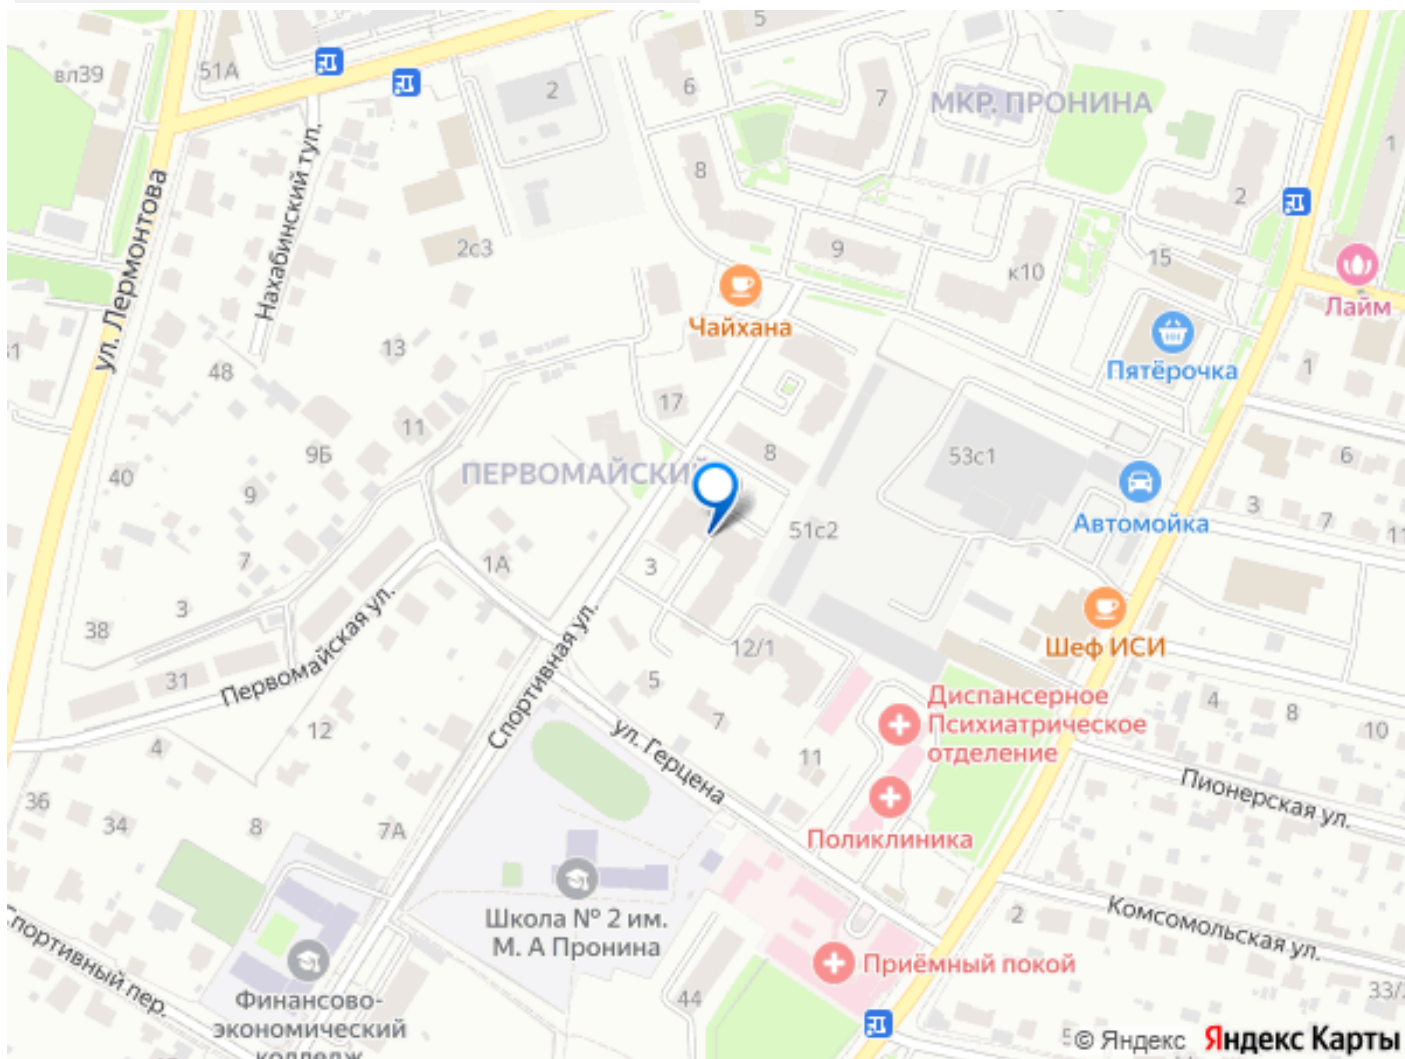 5
вл39
51А
2
6
7
МКР. ПРОНИНА
1
Нахабинский туп.
ул. Лермонтова
8
2
2с3
9
к10
15
Лайм
Чайхана
Пятёрочка
13
48
1
17
11
9Б
8
53с1
6
40
ПЕРВОМАЙСКИЙ
9
3
7
Автомойка
51с2
11
7
1А
3
3
38
Шеф ИСИ
Первомайская ул.
Спортивная ул.
12/1
31
5
Диспансерное
Психиатрическое
отделение
4
8
7
10
12
4
ул. Герцена
11
Пионерская ул.
36
34
8
7А
Поликлиника
Школа № 2 им.
М. А Пронина
2
Комсомольская ул.
Спортивный пер.
Приёмный покой
44
Финансово-
экономический
колледж
33/2
5
© Яндекс Яндекс Карты